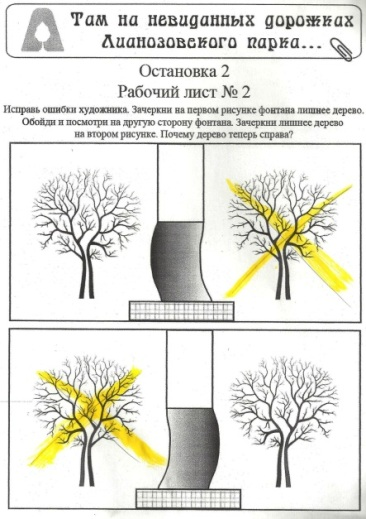 Там на невиданных дорожках
Лианозовского парка...
Остановка 2
Рабочий лист № 2
Исправь ошибки художника. Зачеркни на первом рисунке фонтана лишнее дерево.
Обойди и посмотри на другую сторону фонтана. Зачеркни лишнее дерево
на втором рисунке. Почему дерево теперь справа?